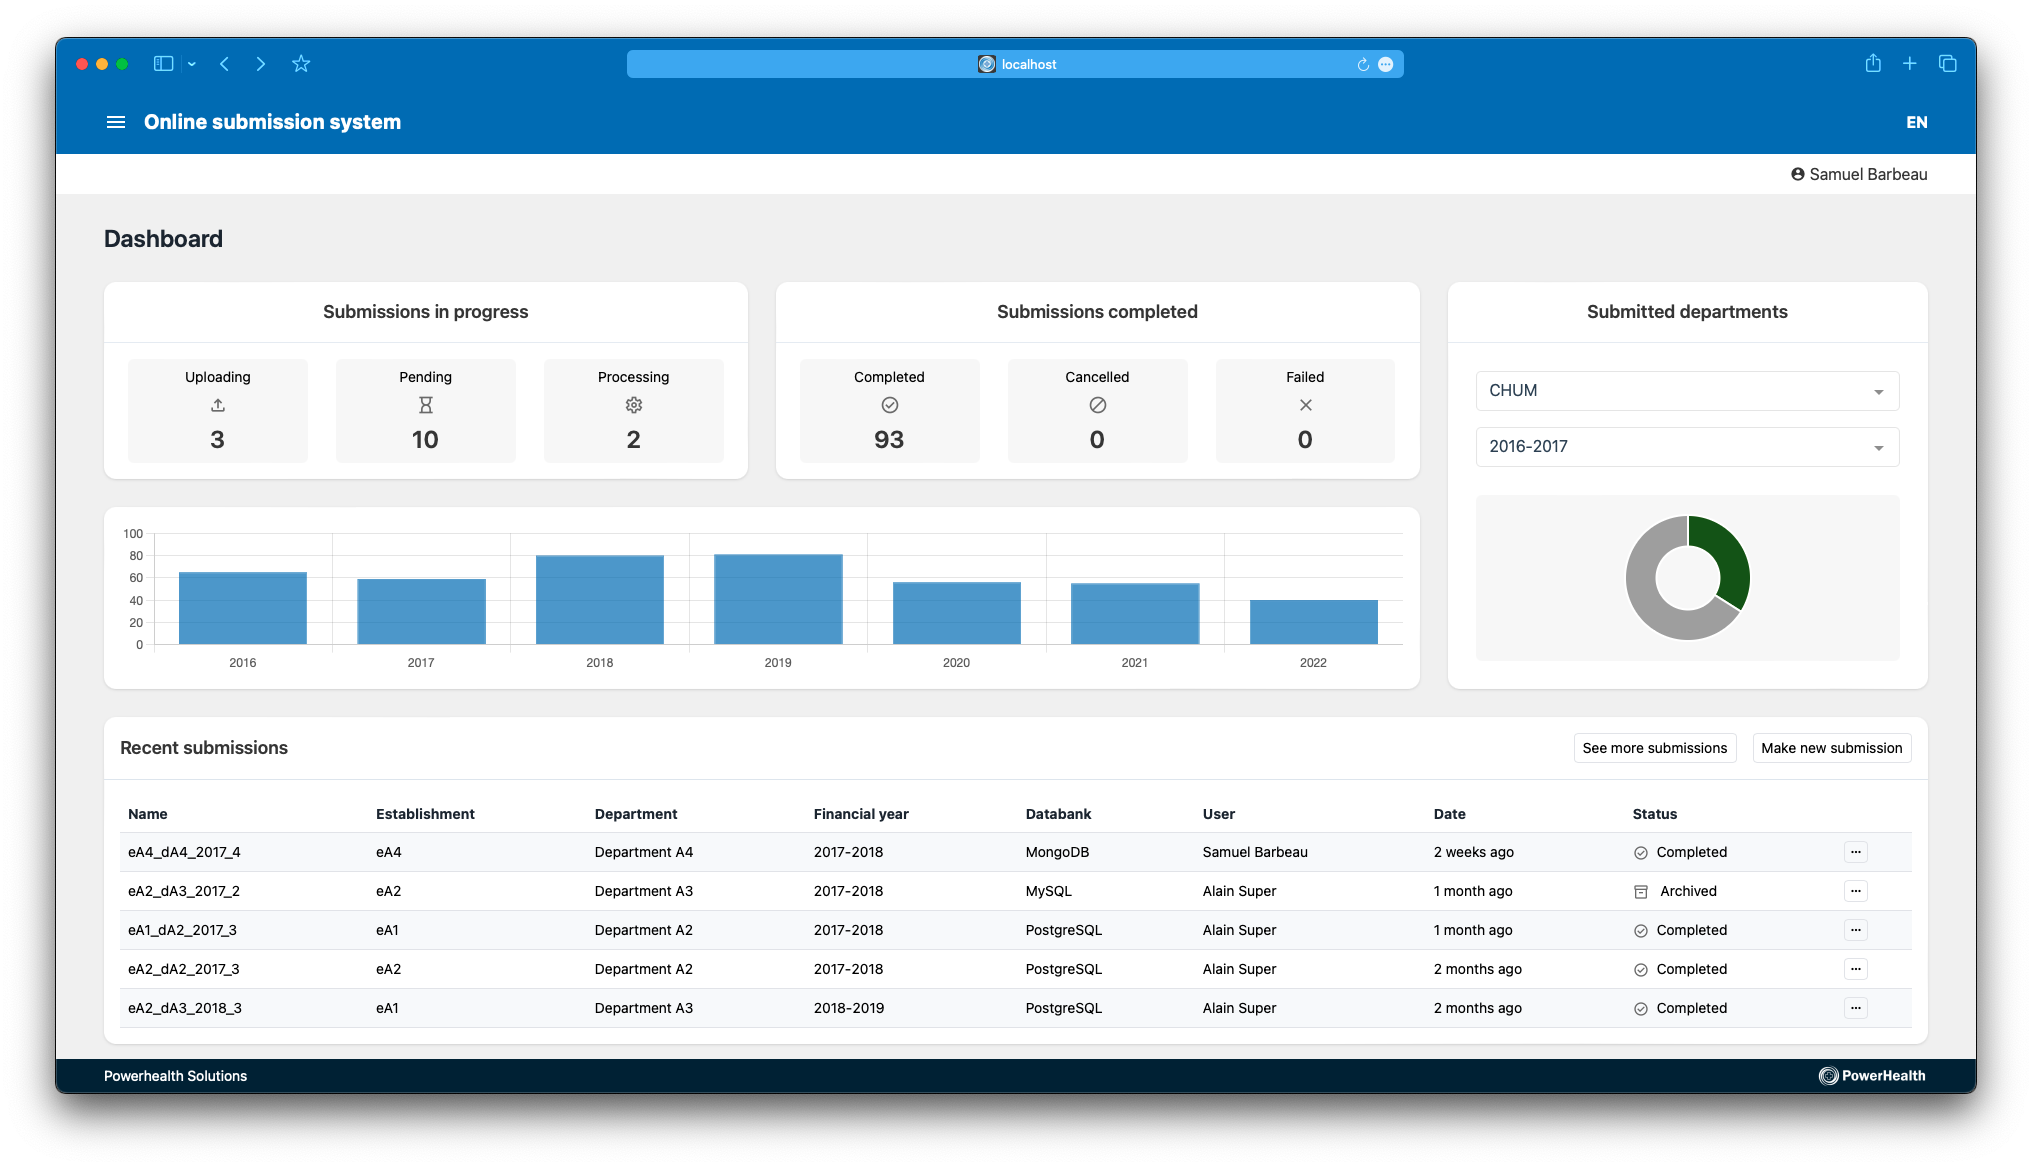 localhost
Online submission system
EN
Samuel Barbeau
Dashboard
Submissions in progress
Uploading
3
Pending
10
Processing
2
Submissions completed
Completed
93
Cancelled
0
Failed
0
Submitted departments
CHUM
2016-2017
100
80
60
40
20
0
2016 2017 2018 2019 2020 2021 2022
Recent submissions
See more submissions
Make new submission
Name Establishment Department Financial year Databank User Date Status
eA4_dA4_2017_4 eA4 Department A4 2017-2018 MongoDB Samuel Barbeau 2 weeks ago Completed
eA2_dA3_2017_2 eA2 Department A3 2017-2018 MySQL Alain Super 1 month ago Archived
eA1_dA2_2017_3 eA1 Department A2 2017-2018 PostgreSQL Alain Super 1 month ago Completed
eA2_dA2_2017_3 eA2 Department A2 2017-2018 PostgreSQL Alain Super 2 months ago Completed
eA2_dA3_2018_3 eA1 Department A3 2018-2019 PostgreSQL Alain Super 2 months ago Completed
Powerhealth Solutions
PowerHealth